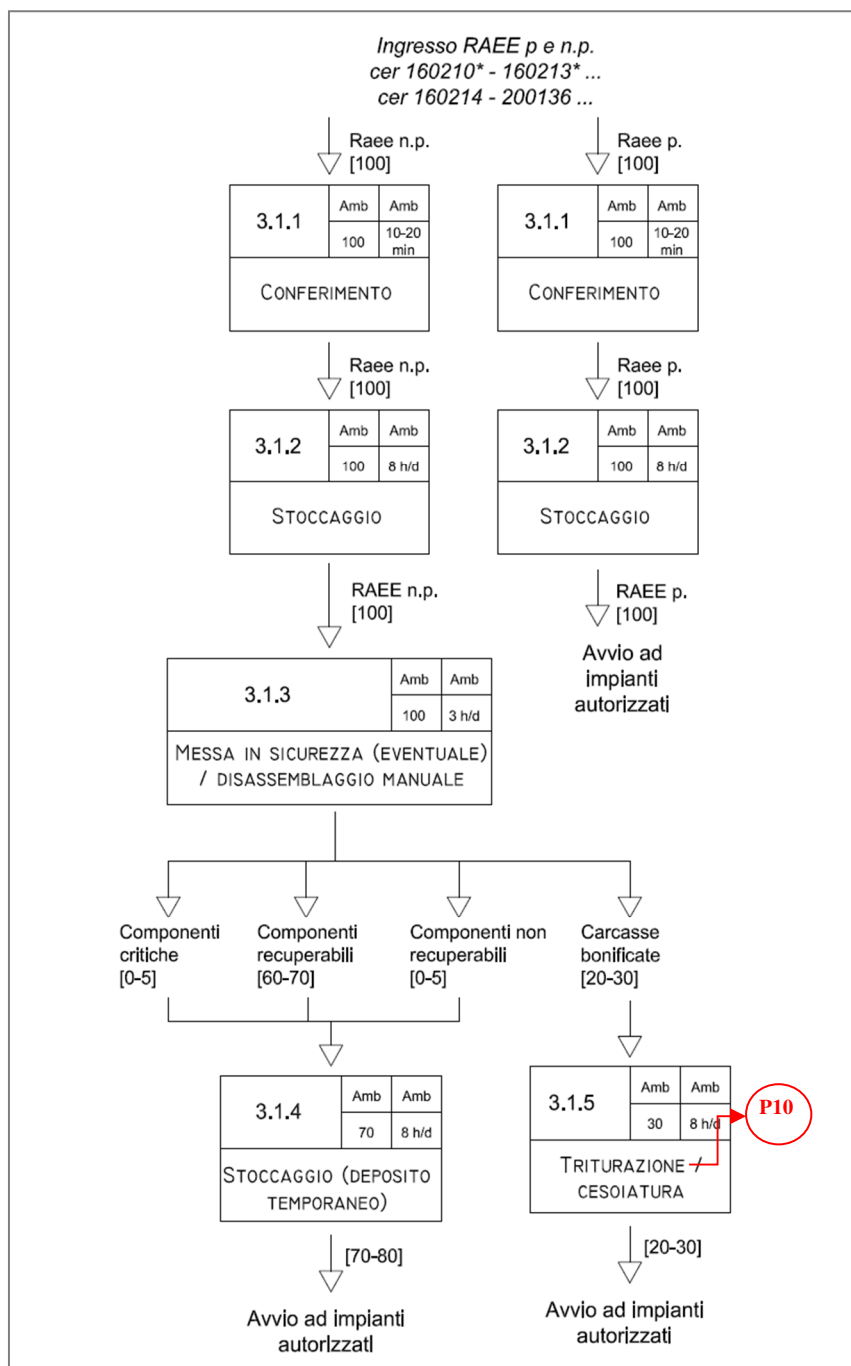 Ingresso RAEE p e n.p.
cer 160210* - 160213* ...
cer 160214 - 200136 ...
Raee n.p.
[100]
Raee p.
[100]
3.1.1
Amb
Amb
100
10-20
min
CONFERIMENTO
3.1.1
Amb
Amb
100
10-20
min
CONFERIMENTO
Raee n.p.
[100]
Raee p.
[100]
3.1.2
Amb
Amb
100
8 h/d
STOCCAGGIO
3.1.2
Amb
Amb
100
8 h/d
STOCCAGGIO
RAEE n.p.
[100]
RAEE p.
[100]
Avvio ad
impianti
autorizzati
3.1.3
Amb
Amb
100
3 h/d
MESSA IN SICUREZZA (EVENTUALE)
/ DISASSEMBLAGGIO MANUALE
Componenti
critiche
[0-5]
Componenti
recuperabili
[60-70]
Componenti non
recuperabili
[0-5]
Carcasse
bonificate
[20-30]
3.1.4
Amb
Amb
70
8 h/d
STOCCAGGIO (DEPOSITO
TEMPORANEO)
3.1.5
Amb
Amb
30
8 h/d
TRITURAZIONE /
CESOIATURA
P10
[70-80]
Avvio ad impianti
autorizzati
[20-30]
Avvio ad impianti
autorizzati